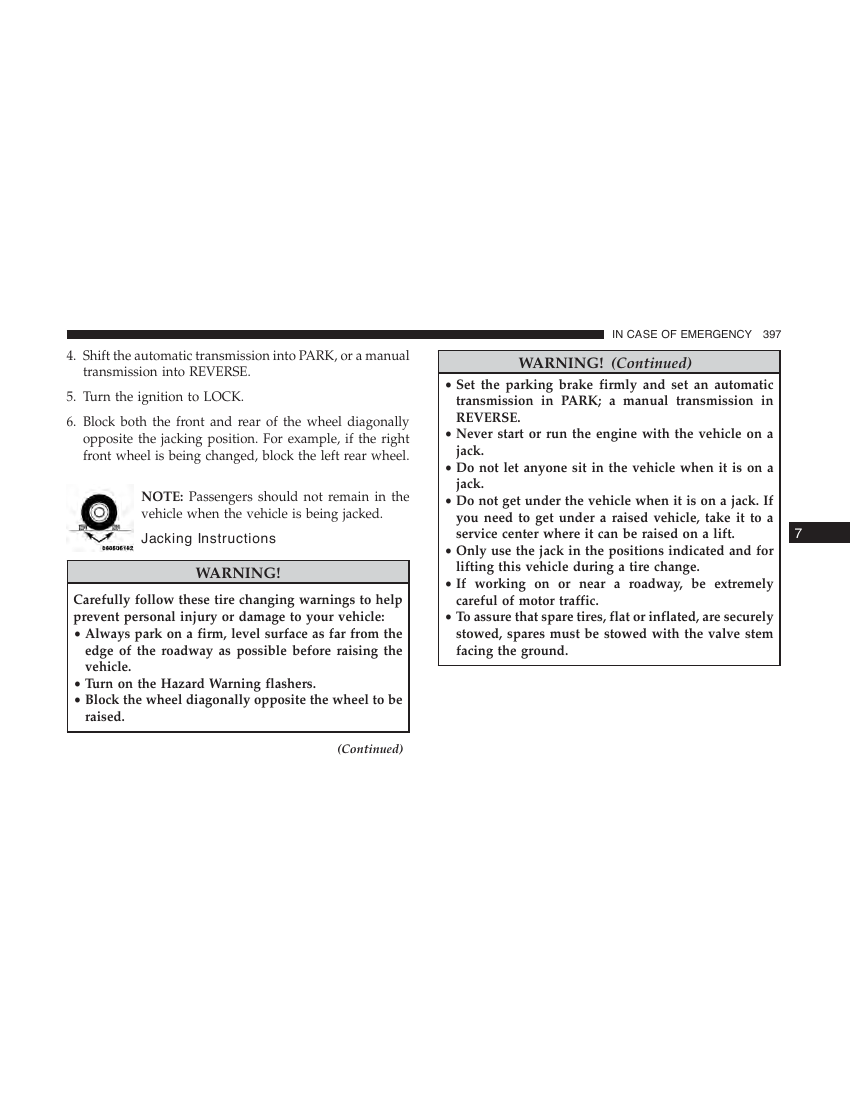 IN CASE OF EMERGENCY 397
4. Shift the automatic transmission into PARK, or a manual
transmission into REVERSE.
5. Turn the ignition to LOCK.
6. Block both the front and rear of the wheel diagonally
opposite the jacking position. For example, if the right
front wheel is being changed, block the left rear wheel.
NOTE: Passengers should not remain in the
vehicle when the vehicle is being jacked.
Jacking Instructions
WARNING!
Carefully follow these tire changing warnings to help
prevent personal injury or damage to your vehicle:
• Always park on a firm, level surface as far from the
edge of the roadway as possible before raising the
vehicle.
• Turn on the Hazard Warning flashers.
• Block the wheel diagonally opposite the wheel to be
raised.
(Continued)
WARNING! (Continued)
• Set the parking brake firmly and set an automatic
transmission in PARK; a manual transmission in
REVERSE.
• Never start or run the engine with the vehicle on a
jack.
• Do not let anyone sit in the vehicle when it is on a
jack.
• Do not get under the vehicle when it is on a jack. If
you need to get under a raised vehicle, take it to a
service center where it can be raised on a lift.
• Only use the jack in the positions indicated and for
lifting this vehicle during a tire change.
• If working on or near a roadway, be extremely
careful of motor traffic.
• To assure that spare tires, flat or inflated, are securely
stowed, spares must be stowed with the valve stem
facing the ground.
7